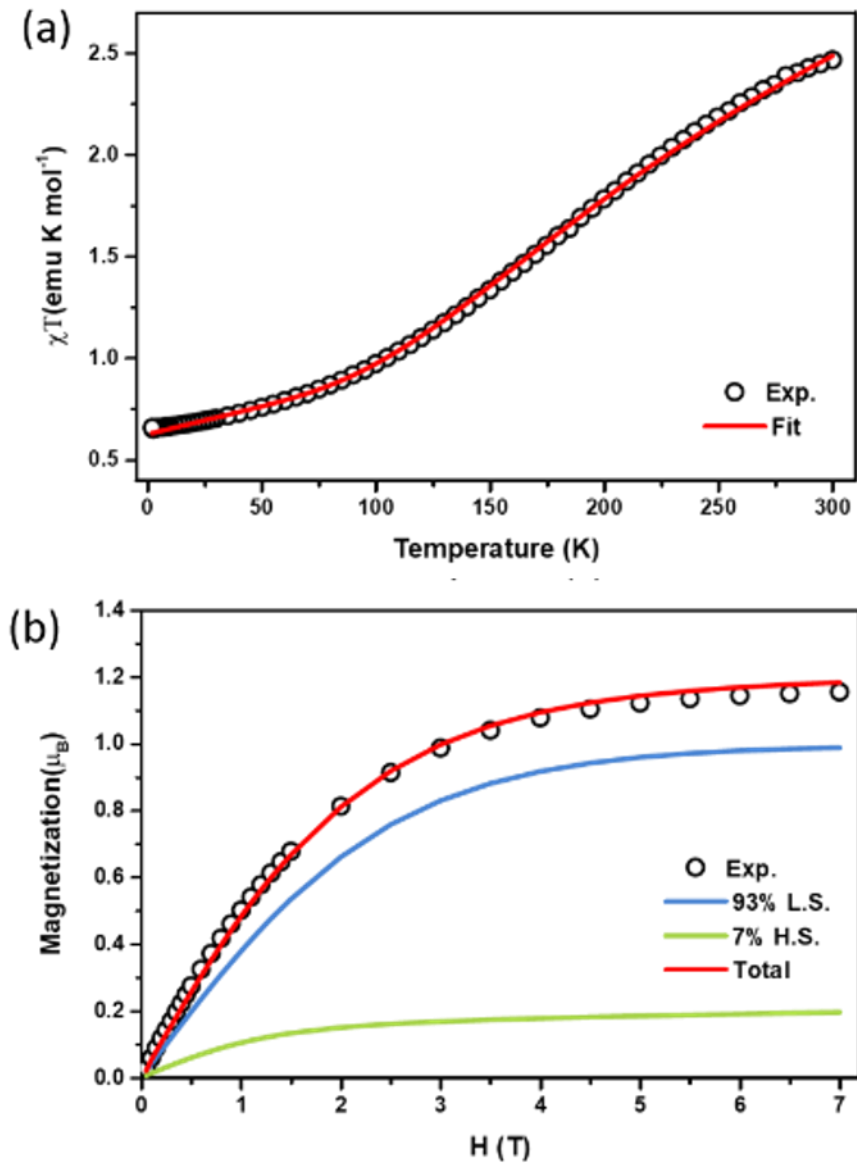 (a)
2.5
2.0
1.5
1.0
0.5
χT(emu K mol⁻¹)
Exp.
Fit
0 50 100 150 200 250 300
Temperature (K)
(b)
1.4
1.2
1.0
0.8
0.6
0.4
0.2
0.0
Magnetization(μB)
Exp.
93% L.S.
7% H.S.
Total
0 1 2 3 4 5 6 7
H (T)